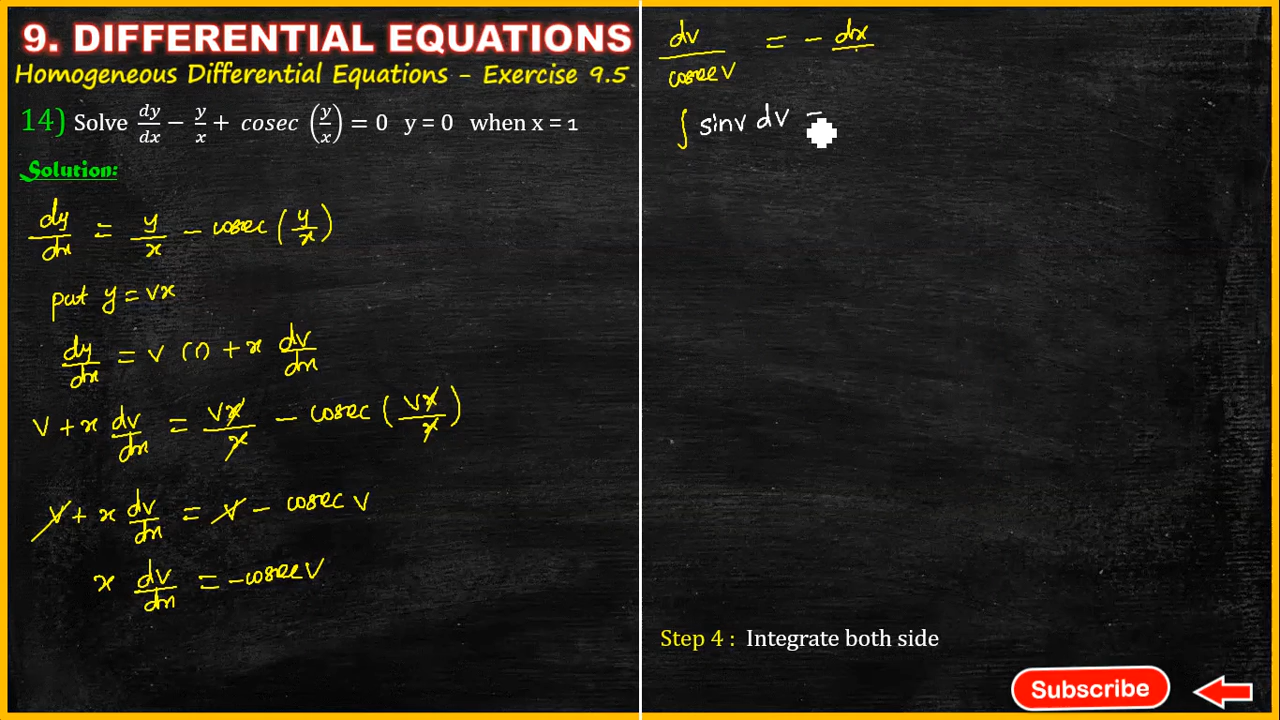 9. DIFFERENTIAL EQUATIONS
Homogeneous Differential Equations – Exercise 9.5
14) Solve dy/dx − y/x + cosec (y/x) = 0 y = 0 when x = 1
Solution:
dy/dx = y/x − cosec (y/x)
put y = vx
dy/dx = v (1) + x dv/dx
v + x dv/dx = vx/x − cosec (vx/x)
v + x dv/dx = v − cosec v
x dv/dx = −cosec v
dv/cosec v = − dx
∫ sinv dv =
Step 4 : Integrate both side
Subscribe